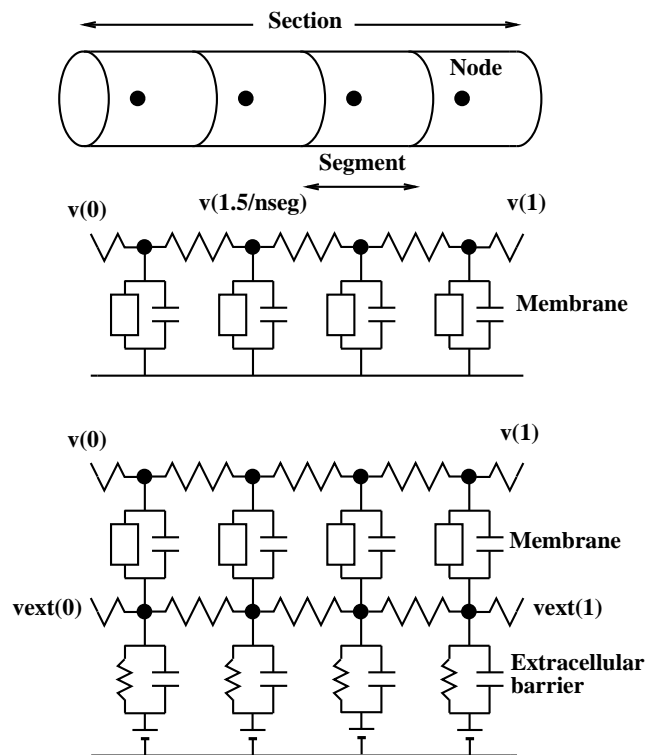 Section
Node
Segment
v(0)
v(1.5/nseg)
v(1)
Membrane
v(0)
v(1)
Membrane
vext(0)
vext(1)
Extracellular
barrier